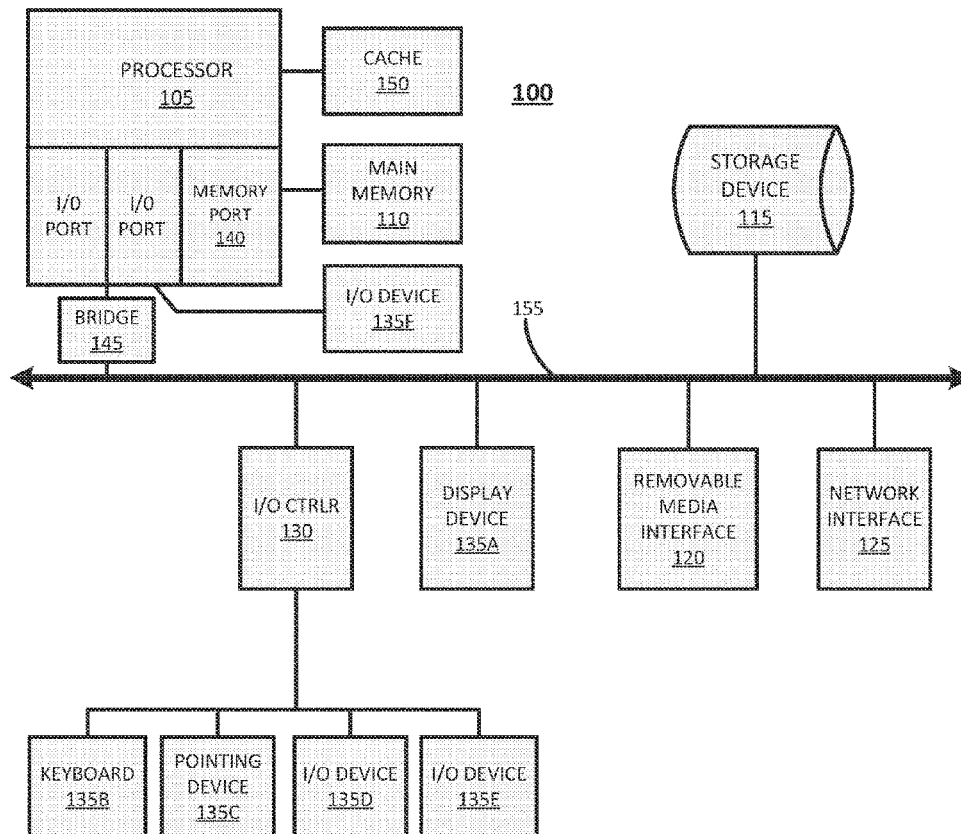 PROCESSOR
105
CACHE
150
100
I/O
PORT
I/O
PORT
MEMORY
PORT
140
MAIN
MEMORY
110
STORAGE
DEVICE
115
I/O DEVICE
135F
BRIDGE
145
155
I/O CTRLR
130
DISPLAY
DEVICE
135A
REMOVABLE
MEDIA
INTERFACE
120
NETWORK
INTERFACE
125
KEYBOARD
135B
POINTING
DEVICE
135C
I/O DEVICE
135D
I/O DEVICE
135E